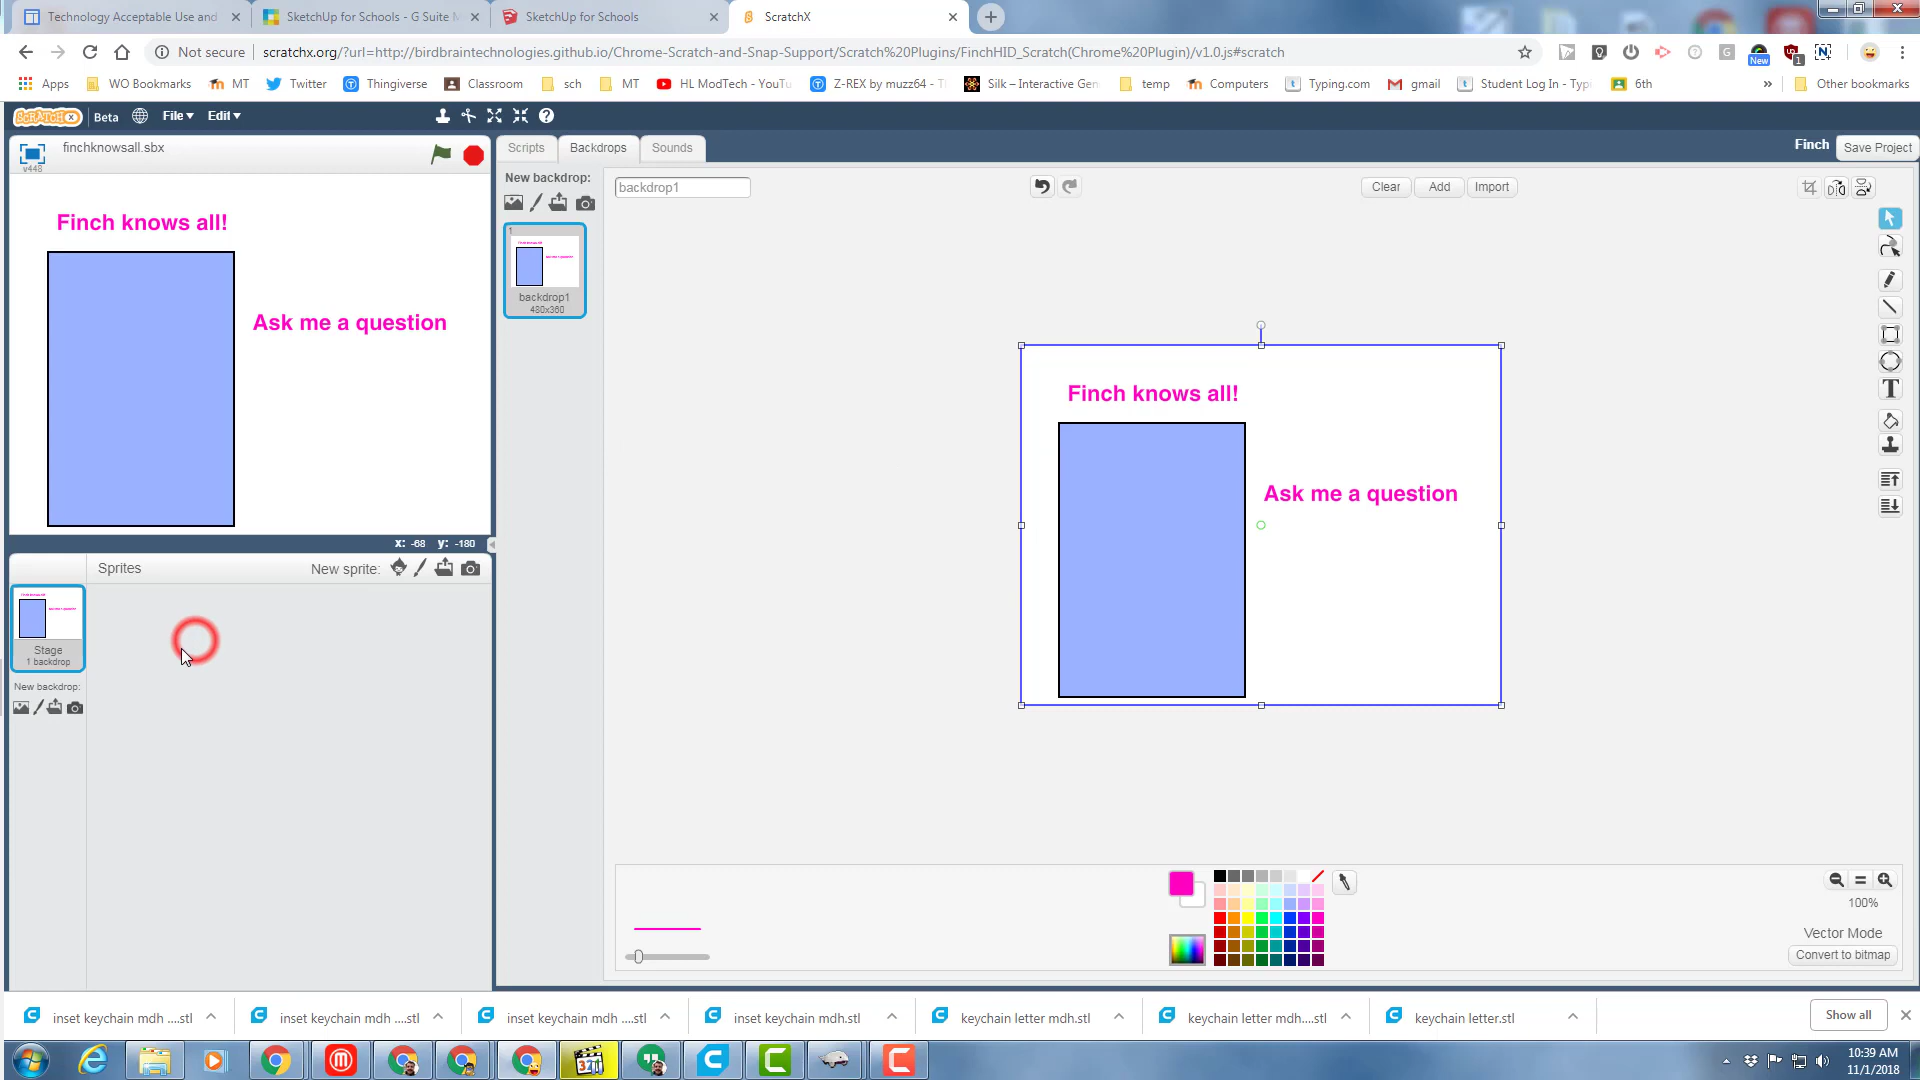 Technology Acceptable Use and
SketchUp for Schools - G Suite M
SketchUp for Schools
ScratchX
Not secure
scratchx.org/?url=http://birdbraintechnologies.github.io/Chrome-Scratch-and-Snap-Support/Scratch%20Plugins/FinchHID_Scratch(Chrome%20Plugin)/v1.0.js#scratch
New
1
Apps
WO Bookmarks
MT
Twitter
Thingiverse
Classroom
sch
MT
HL ModTech - YouTu
Z-REX by muzz64 - Th
Silk – Interactive Gen
temp
Computers
Typing.com
gmail
Student Log In - Typi
6th
Other bookmarks
SCRATCHX
Beta
File
Edit
finchknowsall.sbx
v448
Scripts
Backdrops
Sounds
Finch
Save Project
New backdrop:
backdrop1
Clear
Add
Import
Finch knows all!
Ask me a question
1
backdrop1
480x360
Finch knows all!
Ask me a question
x: -68 y: -180
Sprites
New sprite:
Stage
1 backdrop
New backdrop:
100%
Vector Mode
Convert to bitmap
inset keychain mdh ....stl
inset keychain mdh ....stl
inset keychain mdh ....stl
inset keychain mdh.stl
keychain letter mdh.stl
keychain letter mdh....stl
keychain letter.stl
Show all
10:39 AM
11/1/2018